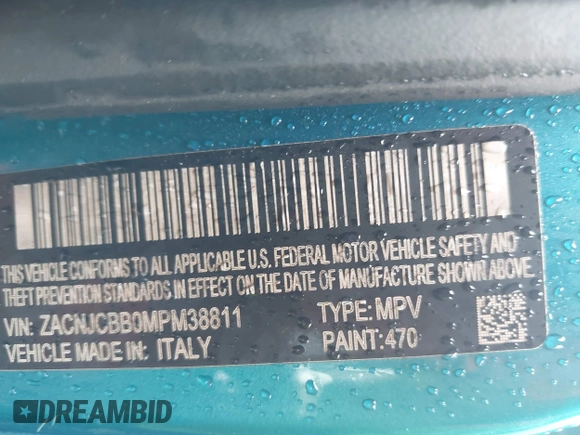 THIS VEHICLE CONFORMS TO ALL APPLICABLE U.S. FEDERAL MOTOR VEHICLE SAFETY AND
THEFT PREVENTION STANDARDS IN EFFECT ON THE DATE OF MANUFACTURE SHOWN ABOVE.
VIN: ZACNJCBB0MPM38811 TYPE: MPV
VEHICLE MADE IN: ITALY PAINT: 470
DREAMBID